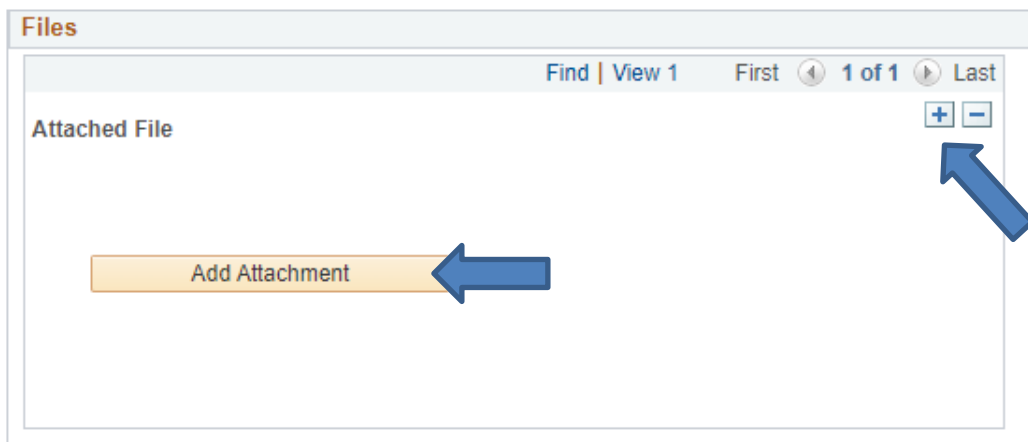 Files
Find | View 1 First 1 of 1 Last
Attached File
Add Attachment